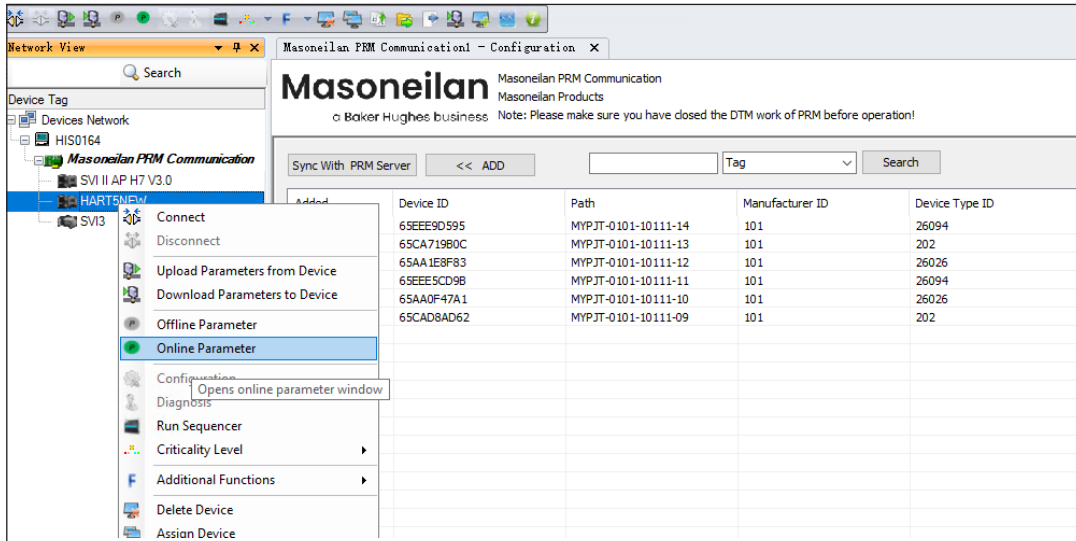 Network View
Masoneilan PRM Communication1 - Configuration
Search
Device Tag
Devices Network
HIS0164
Masoneilan PRM Communication
SVI II AP H7 V3.0
HART5NEW
SVI3
Masoneilan
a Baker Hughes business
Masoneilan PRM Communication
Masoneilan Products
Note: Please make sure you have closed the DTM work of PRM before operation!
Sync With PRM Server
<< ADD
Tag
Search
Added Device ID Path Manufacturer ID Device Type ID
65EEE9D595 MYPJT-0101-10111-14 101 26094
65CA719B0C MYPJT-0101-10111-13 101 202
65AA1E8F83 MYPJT-0101-10111-12 101 26026
65EEE5CD9B MYPJT-0101-10111-11 101 26094
65AA0F47A1 MYPJT-0101-10111-10 101 26026
65CAD8AD62 MYPJT-0101-10111-09 101 202
Connect
Disconnect
Upload Parameters from Device
Download Parameters to Device
Offline Parameter
Online Parameter
Configuration
Opens online parameter window
Diagnosis
Run Sequencer
Criticality Level
Additional Functions
Delete Device
Assign Device